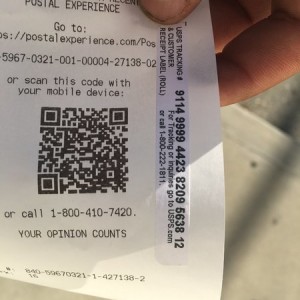 POSTAL EXPERIENCE
Go to:
s://postalexperience.com/Pos
-5967-0321-001-00004-27138-02
or scan this code with
your mobile device:
or call 1-800-410-7420.
YOUR OPINION COUNTS
#: 840-59670321-1-427138-2
USPS TRACKING #
& CUSTOMER
RECEIPT LABEL (ROLL)
9114 9999 4423 8209 5638 12
For Tracking or inquiries go to USPS.com
or call 1-800-222-1811.